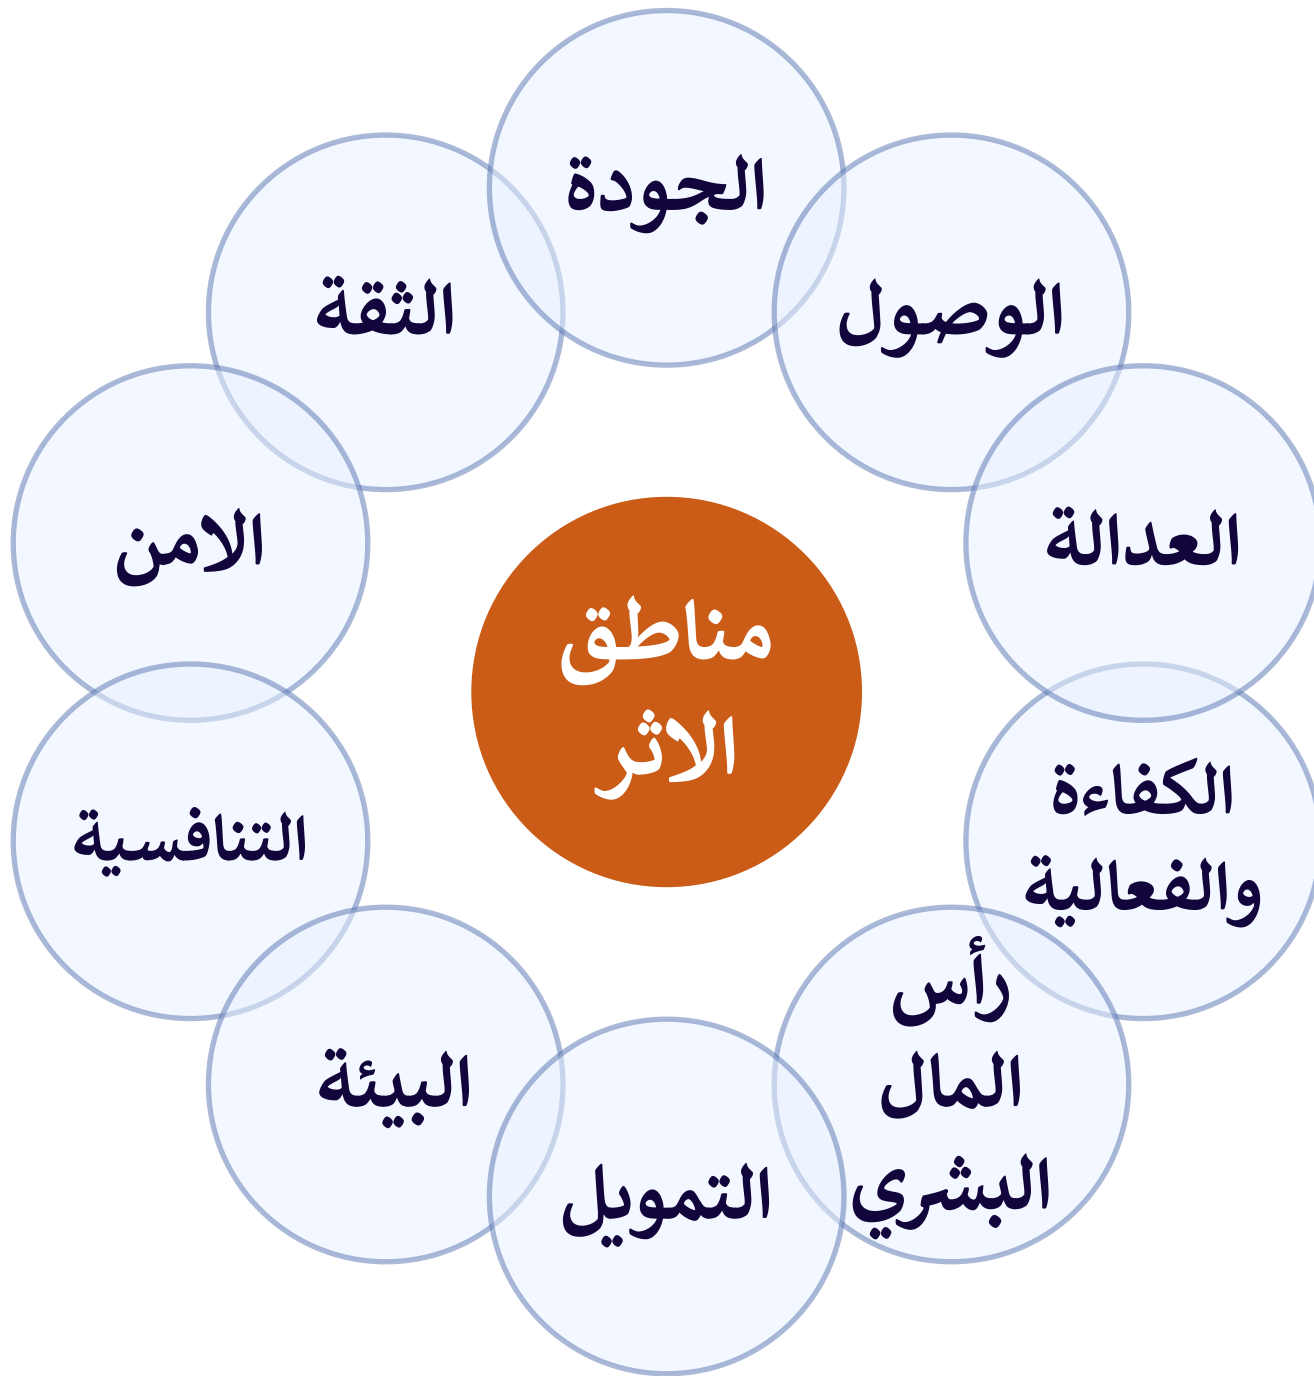 الجودة
الوصول
العدالة
الكفاءة
والفعالية
رأس
المال
البشري
التمويل
البيئة
التنافسية
الامن
الثقة
مناطق
الاثر